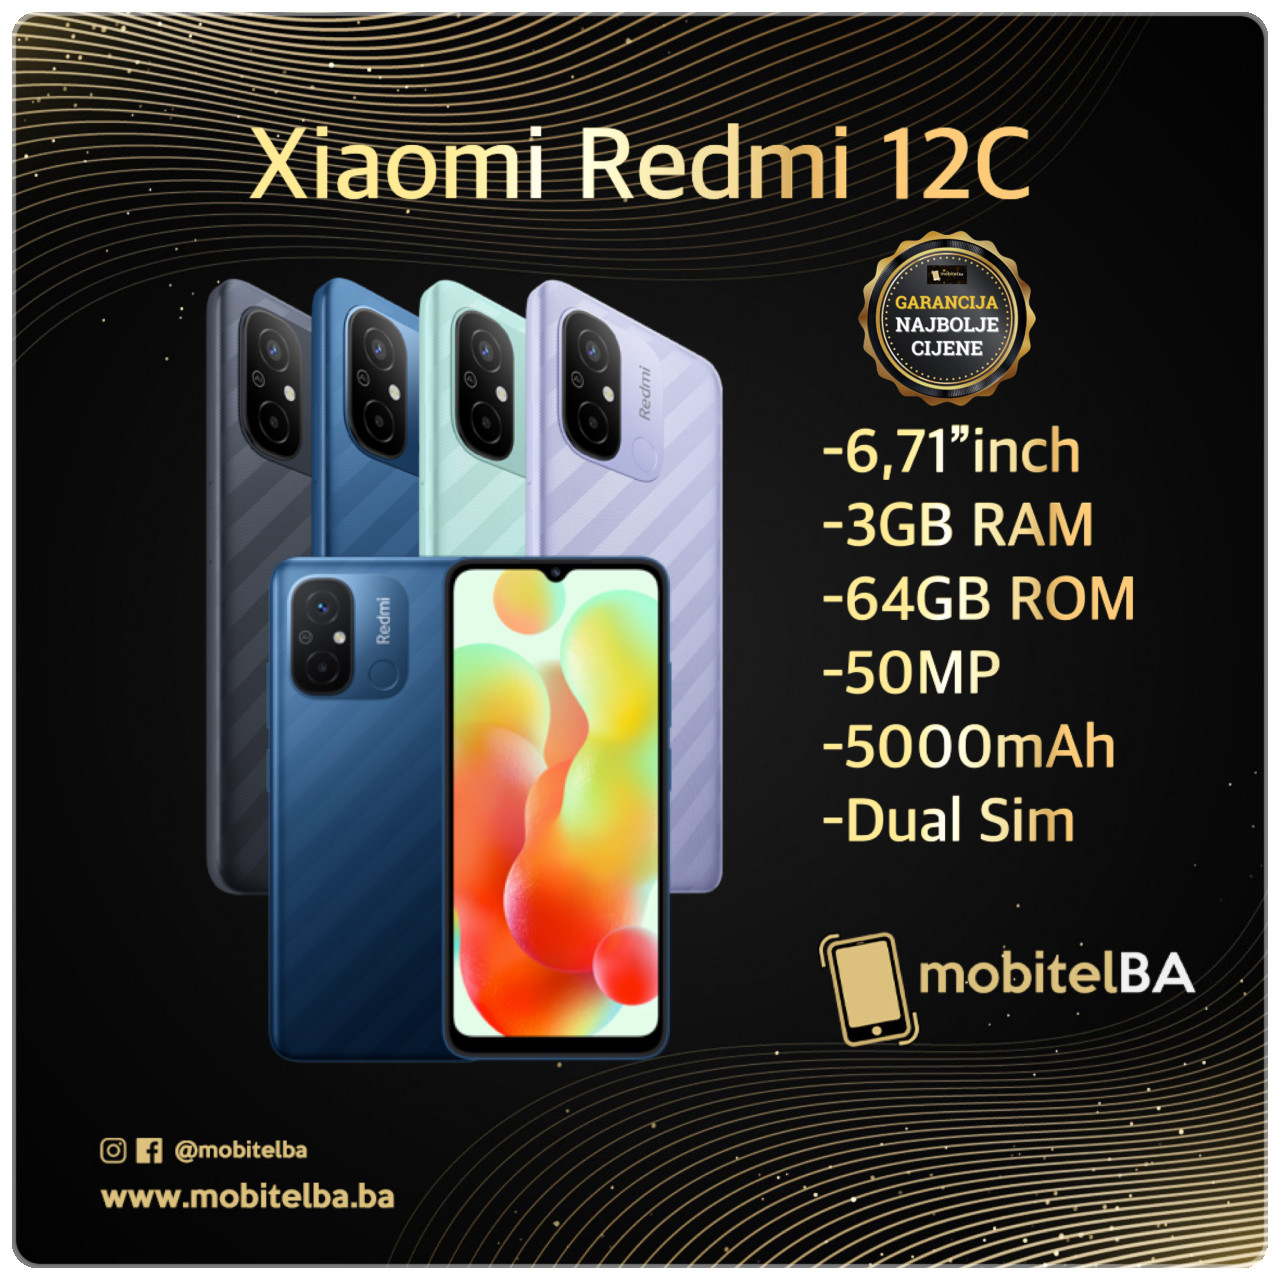 Xiaomi Redmi 12C
mobitelba
GARANCIJA
NAJBOLJE
CIJENE
-6,71”inch
-3GB RAM
-64GB ROM
-50MP
-5000mAh
-Dual Sim
Redmi
Redmi
mobitelBA
@mobitelba
www.mobitelba.ba